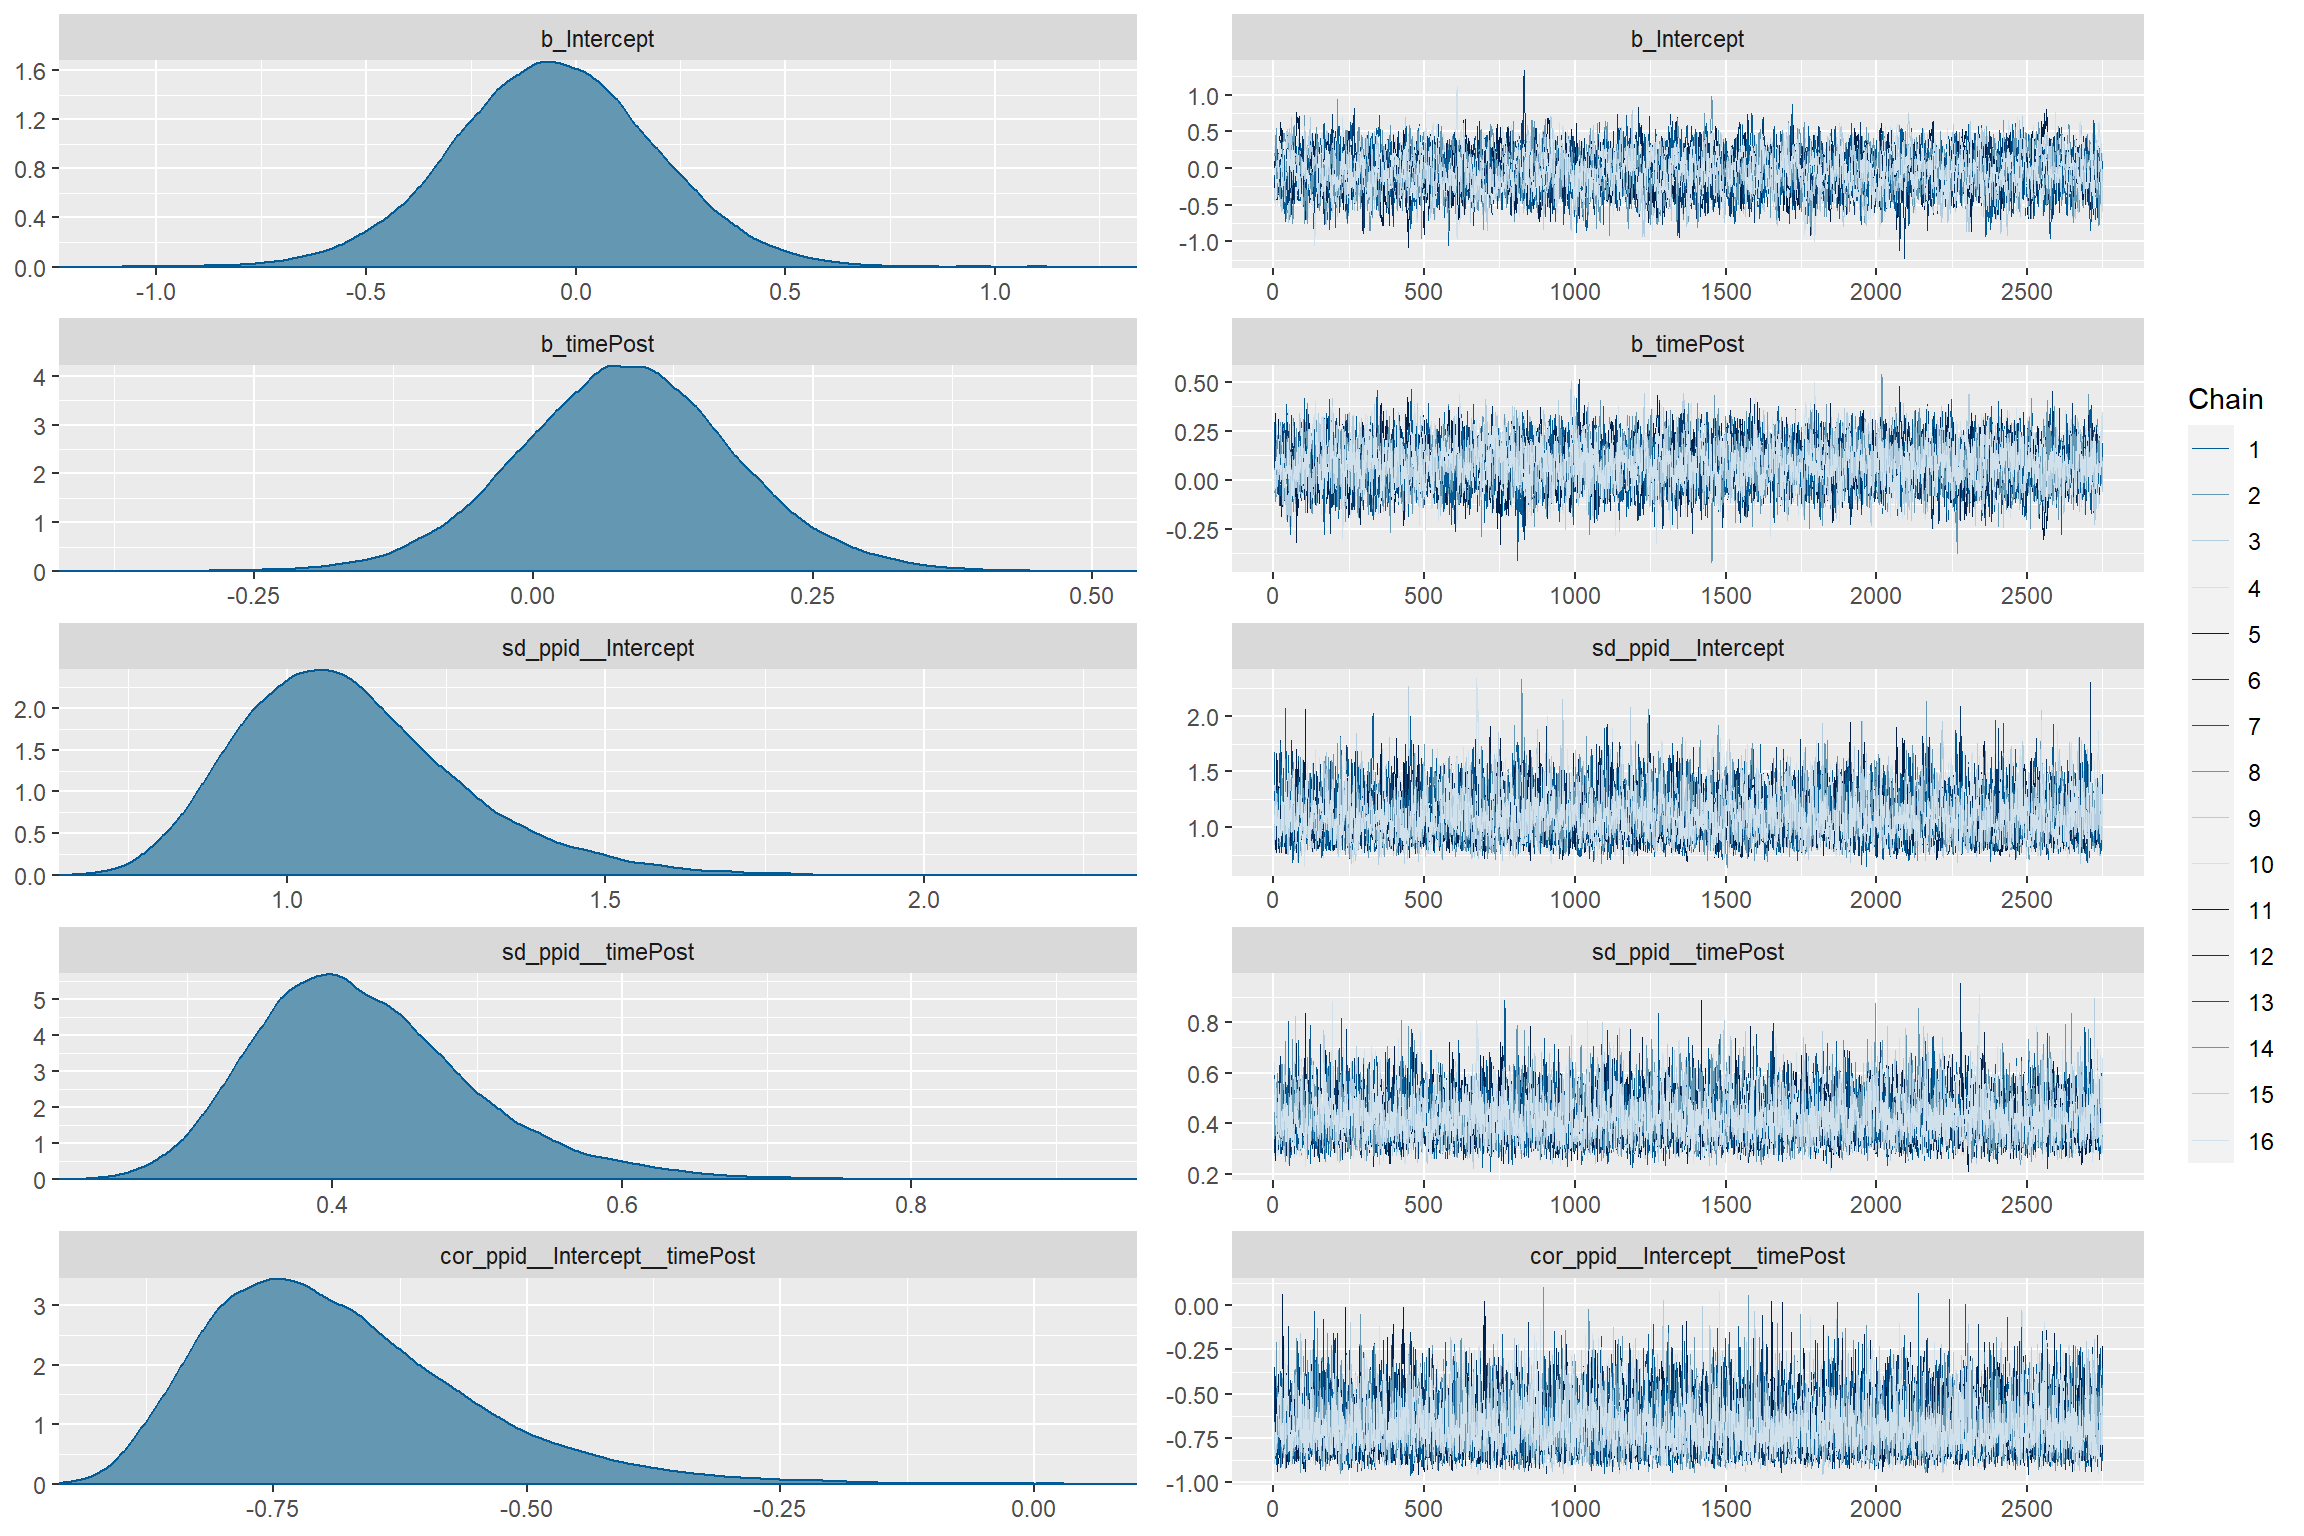 b_Intercept
1.6
1.2
0.8
0.4
0.0
-1.0 -0.5 0.0 0.5 1.0
b_Intercept
1.0
0.5
0.0
-0.5
-1.0
0 500 1000 1500 2000 2500
b_timePost
4
3
2
1
0
-0.25 0.00 0.25 0.50
b_timePost
0.50
0.25
0.00
-0.25
0 500 1000 1500 2000 2500
sd_ppid__Intercept
2.0
1.5
1.0
0.5
0.0
1.0 1.5 2.0
sd_ppid__Intercept
2.0
1.5
1.0
0 500 1000 1500 2000 2500
sd_ppid__timePost
5
4
3
2
1
0
0.4 0.6 0.8
sd_ppid__timePost
0.8
0.6
0.4
0.2
0 500 1000 1500 2000 2500
cor_ppid__Intercept__timePost
3
2
1
0
-0.75 -0.50 -0.25 0.00
cor_ppid__Intercept__timePost
0.00
-0.25
-0.50
-0.75
-1.00
0 500 1000 1500 2000 2500
Chain
1
2
3
4
5
6
7
8
9
10
11
12
13
14
15
16